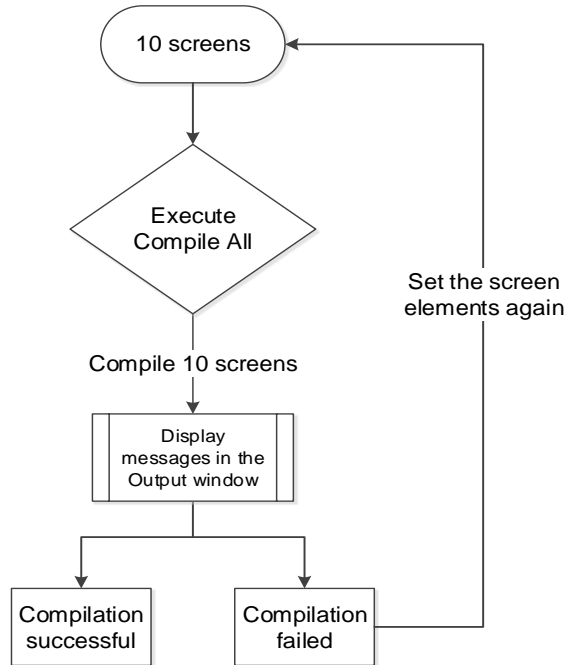 10 screens
Execute
Compile All
Set the screen
elements again
Compile 10 screens
Display
messages in the
Output window
Compilation
successful
Compilation
failed